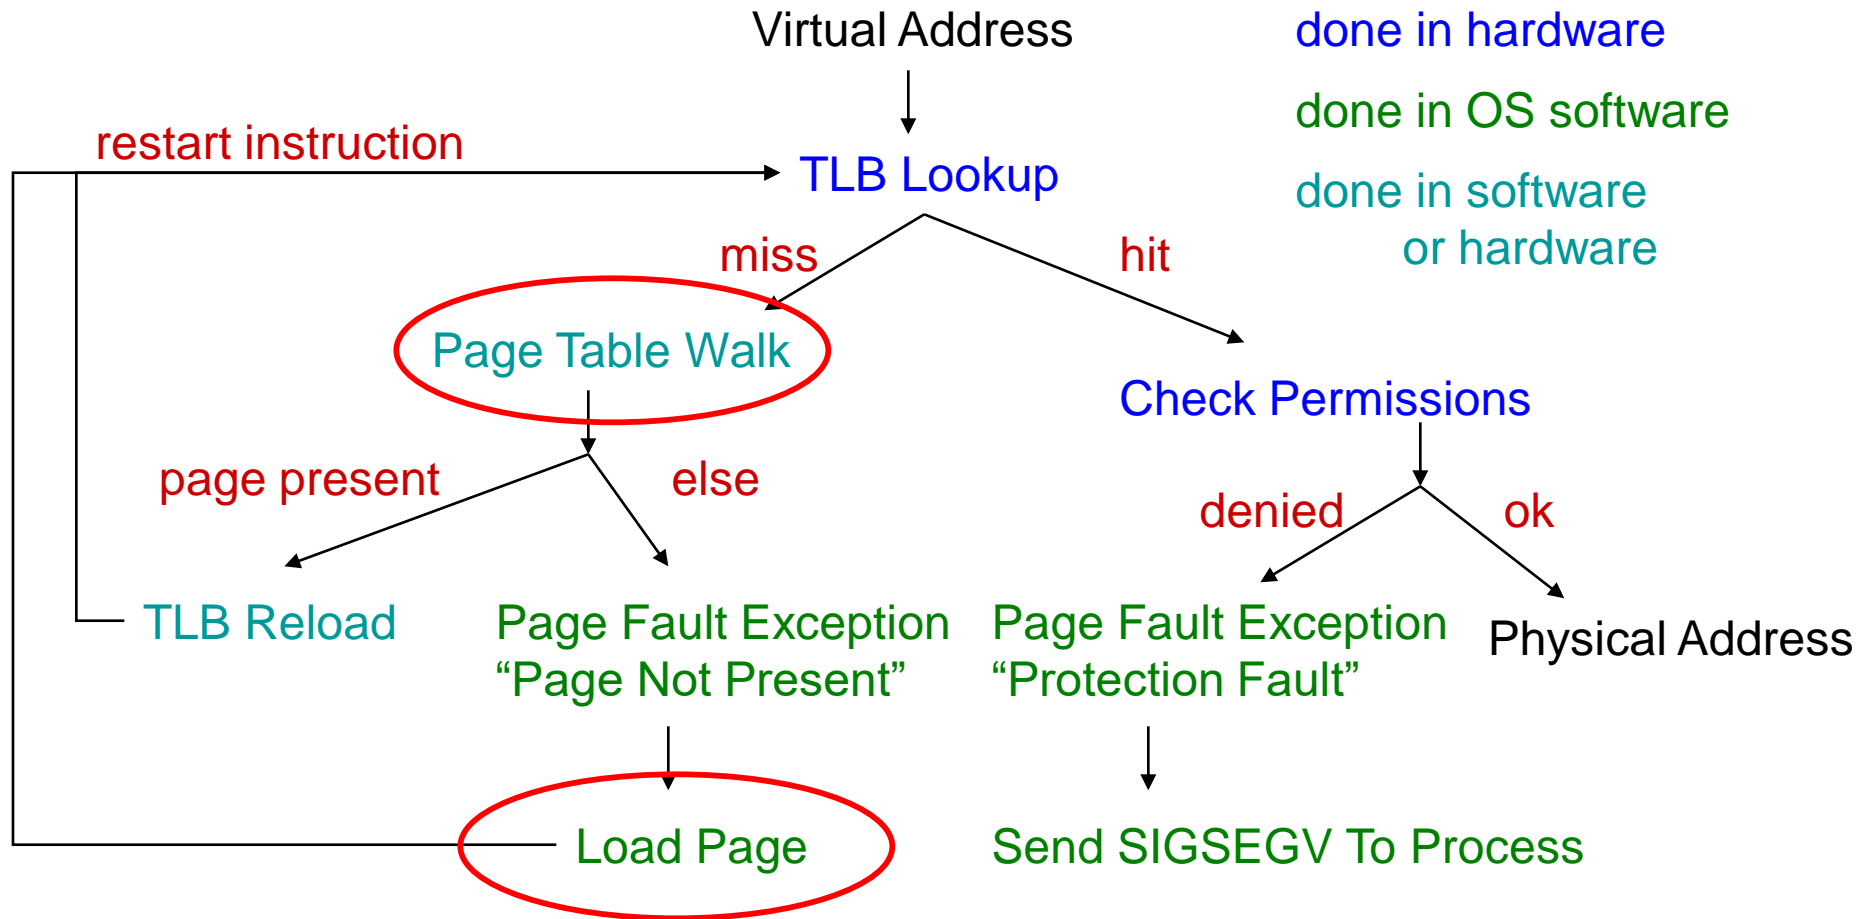 Virtual Address
done in hardware
done in OS software
done in software
or hardware
restart instruction
TLB Lookup
miss
hit
Page Table Walk
Check Permissions
page present
else
denied
ok
TLB Reload
Page Fault Exception
“Page Not Present”
Page Fault Exception
“Protection Fault”
Physical Address
Load Page
Send SIGSEGV To Process